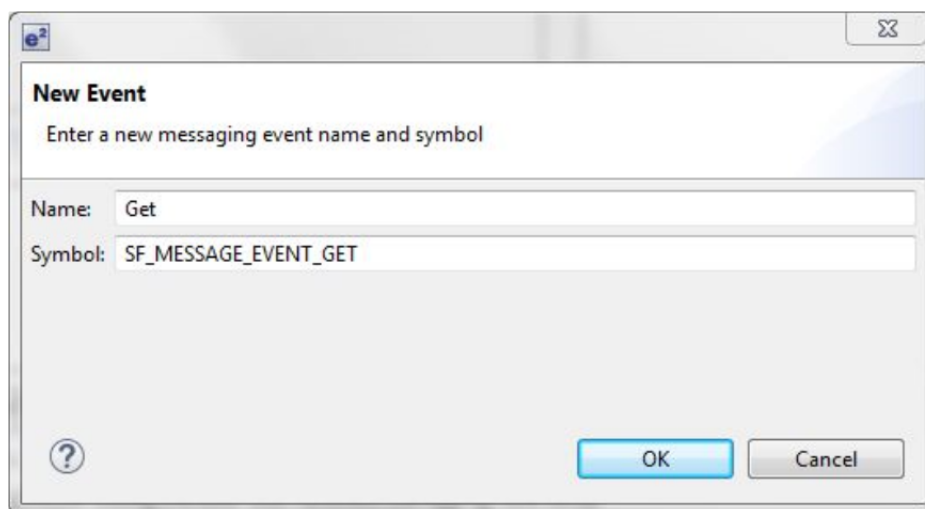 e²
New Event
Enter a new messaging event name and symbol
Name: Get
Symbol: SF_MESSAGE_EVENT_GET
?
OK Cancel